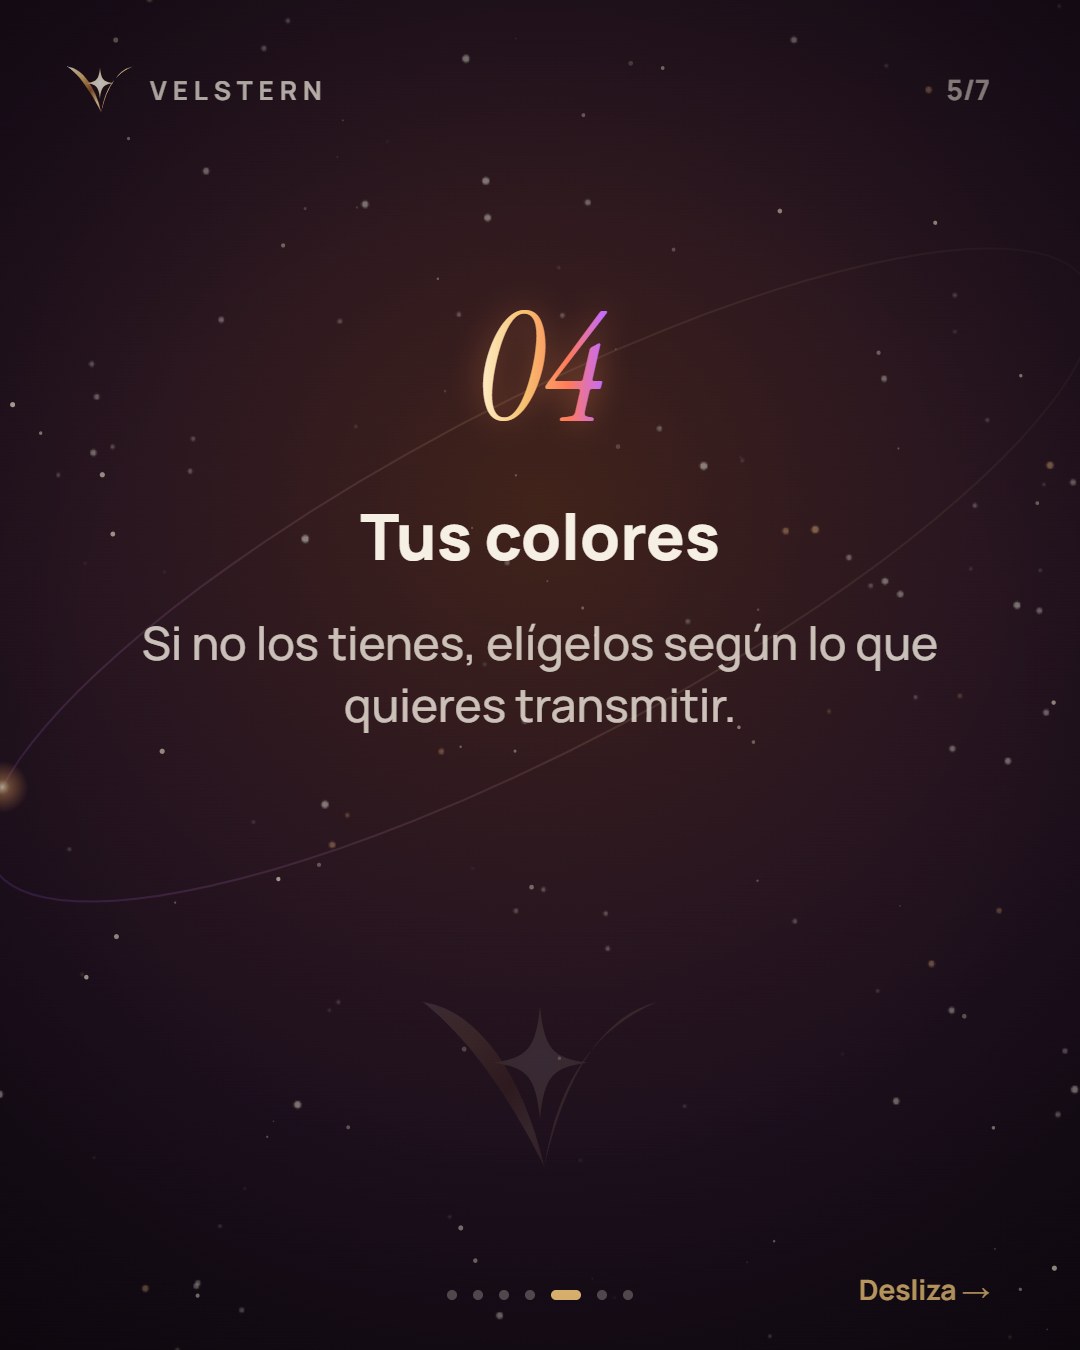 VELSTERN
5/7
04
Tus colores
Si no los tienes, elígelos según lo que
quieres transmitir.
Desliza →